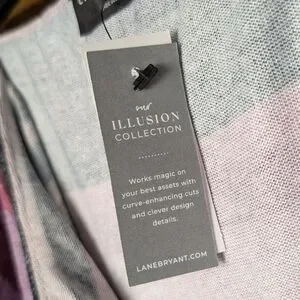 our
ILLUSION
COLLECTION
Works magic on
your best assets with
curve-enhancing cuts
and clever design
details.
LANEBRYANT.COM